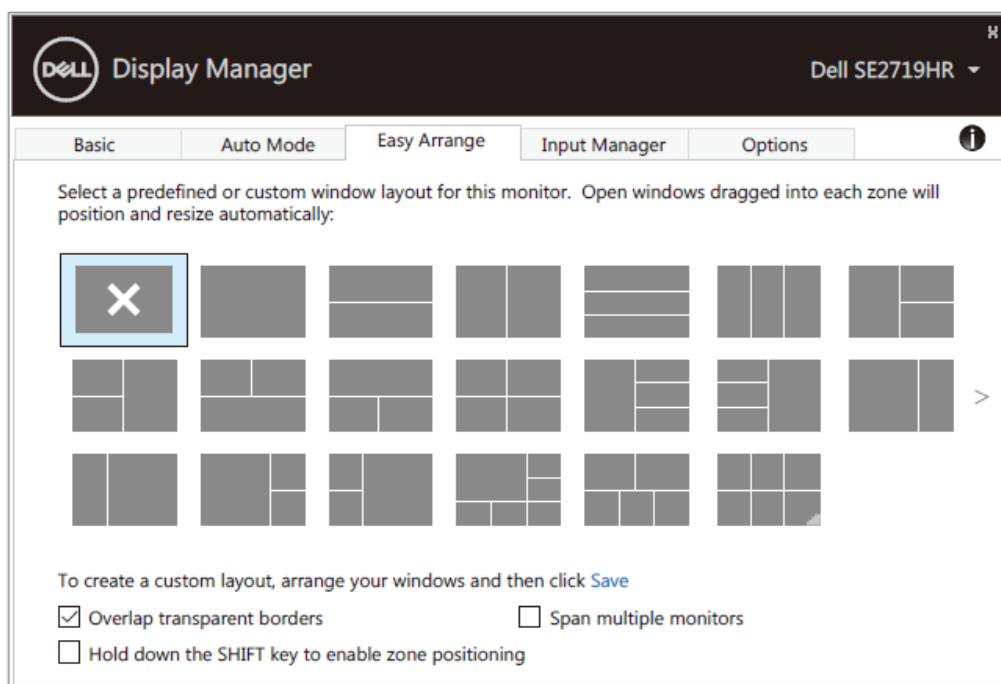 DELL Display Manager
Dell SE2719HR
Basic Auto Mode Easy Arrange Input Manager Options
Select a predefined or custom window layout for this monitor. Open windows dragged into each zone will
position and resize automatically:
>
To create a custom layout, arrange your windows and then click Save
Overlap transparent borders Span multiple monitors
Hold down the SHIFT key to enable zone positioning